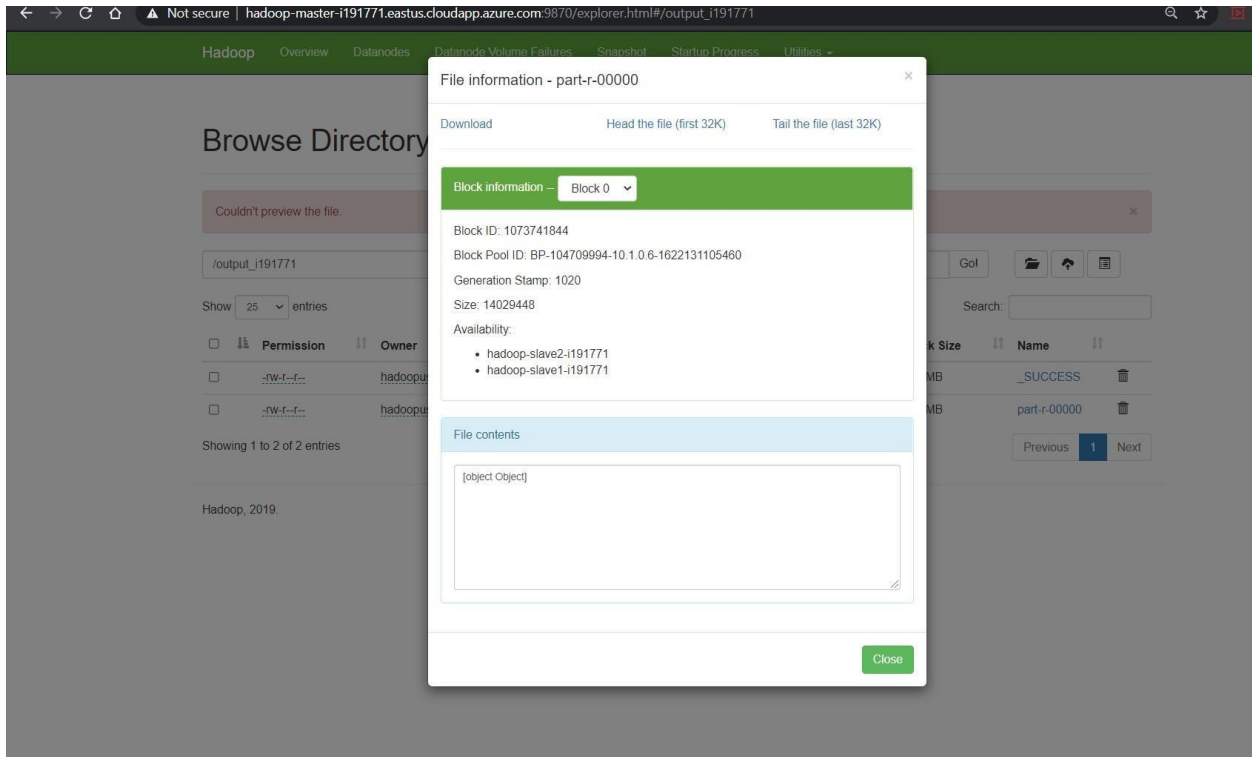 Not secure | hadoop-master-i191771.eastus.cloudapp.azure.com:9870/explorer.html#/output_i191771
Hadoop Overview Datanodes Datanode Volume Failures Snapshot Startup Progress Utilities
File information - part-r-00000 ×
Download Head the file (first 32K) Tail the file (last 32K)
Browse Directory
Block information -- Block 0
Couldn't preview the file. ×
Block ID: 1073741844
Block Pool ID: BP-104709994-10.1.0.6-1622131105460
/output_i191771 Go!
Generation Stamp: 1020
Show 25 entries Size: 14029448 Search:
Availability:
Permission Owner k Size Name
hadoop-slave2-i191771
hadoop-slave1-i191771
-rw-r--r-- hadoopu MB _SUCCESS
-rw-r--r-- hadoopu MB part-r-00000
File contents
Showing 1 to 2 of 2 entries Previous 1 Next
[object Object]
Hadoop, 2019.
Close